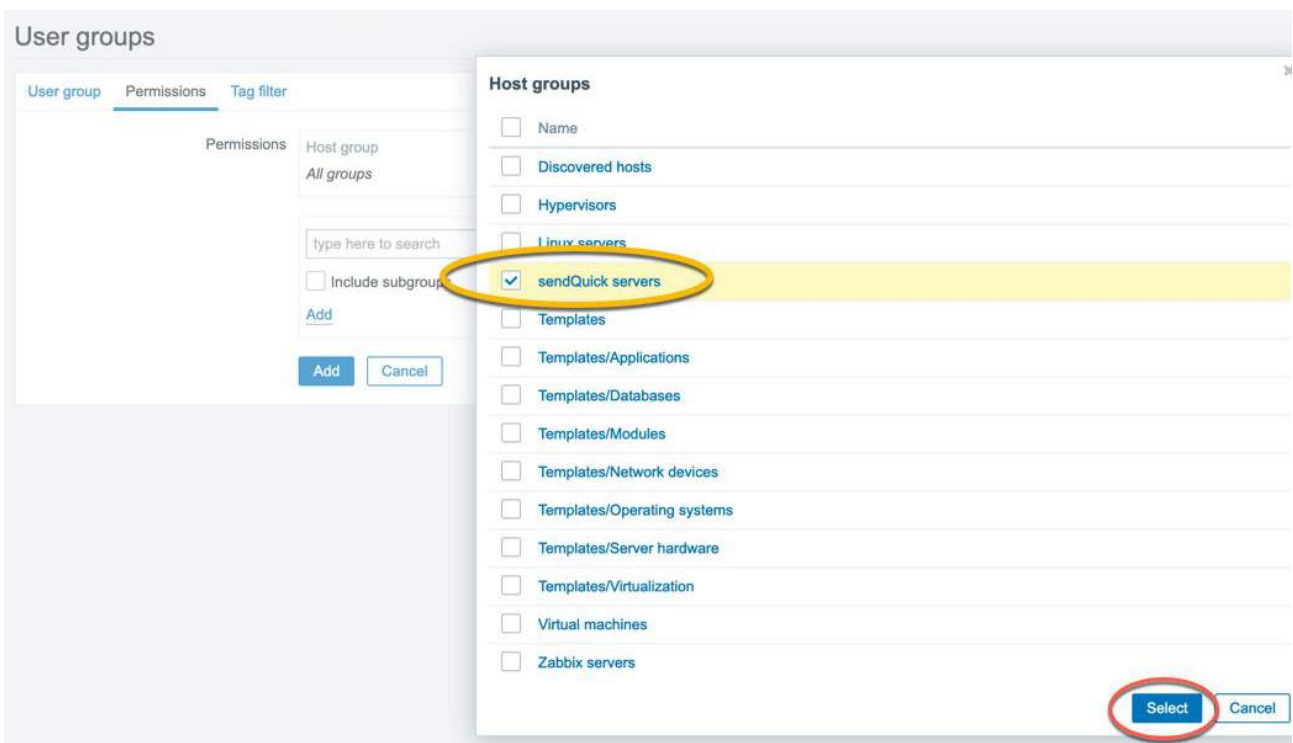 User groups
User group Permissions Tag filter
Permissions
Host group
All groups
type here to search
Include subgroups
Add
Add Cancel
Host groups
Name
Discovered hosts
Hypervisors
Linux servers
sendQuick servers
Templates
Templates/Applications
Templates/Databases
Templates/Modules
Templates/Network devices
Templates/Operating systems
Templates/Server hardware
Templates/Virtualization
Virtual machines
Zabbix servers
Select Cancel